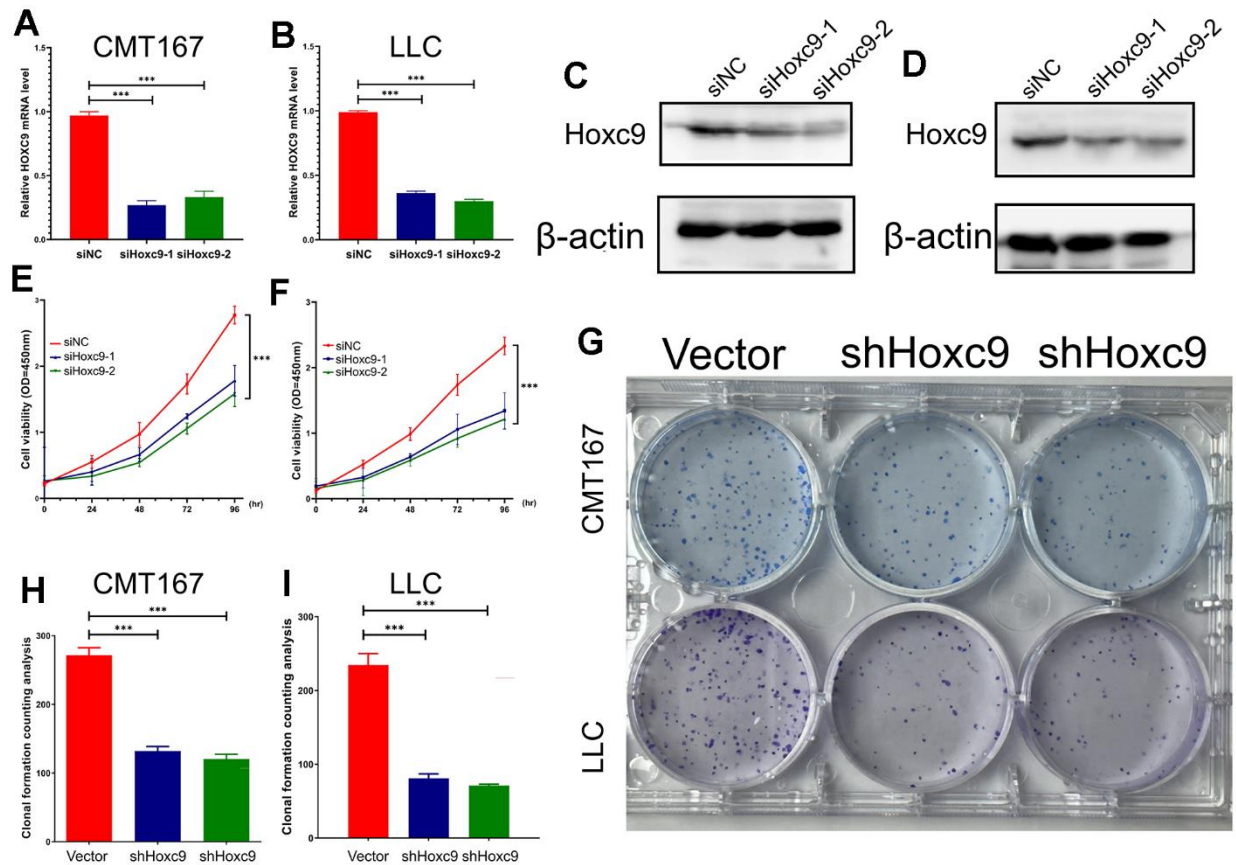 A
CMT167
Relative HOXC9 mRNA level
1.5
1.0
0.5
0.0
***
***
siNC siHoxc9-1 siHoxc9-2
B
LLC
Relative HOXC9 mRNA level
1.5
1.0
0.5
0.0
***
***
siNC siHoxc9-1 siHoxc9-2
C
siNC siHoxc9-1 siHoxc9-2
Hoxc9
β-actin
D
siNC siHoxc9-1 siHoxc9-2
Hoxc9
β-actin
E
Cell viability (OD=450nm)
3
2
1
0
siNC
siHoxc9-1
siHoxc9-2
***
0 24 48 72 96 (hr)
F
Cell viability (OD=450nm)
3
2
1
0
siNC
siHoxc9-1
siHoxc9-2
***
0 24 48 72 96 (hr)
G
Vector shHoxc9 shHoxc9
CMT167
LLC
H
CMT167
Clonal formation counting analysis
300
200
100
0
***
***
Vector shHoxc9 shHoxc9
I
LLC
Clonal formation counting analysis
300
200
100
0
***
***
Vector shHoxc9 shHoxc9